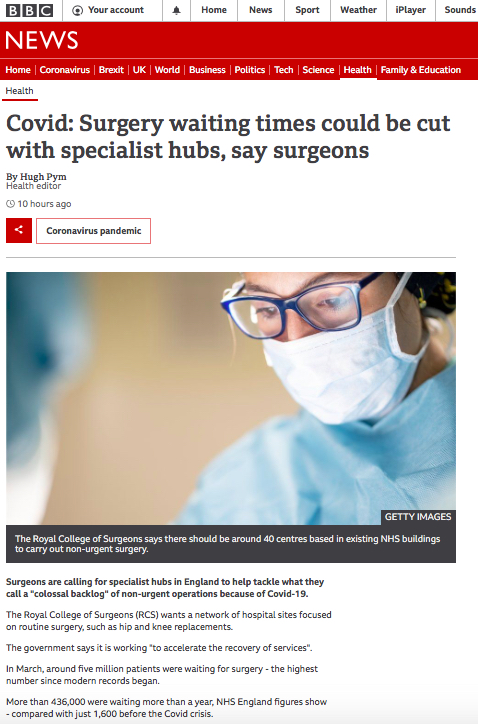 BBC Your account Home News Sport Weather iPlayer Sounds
NEWS
Home Coronavirus Brexit UK World Business Politics Tech Science Health Family & Education
Health
Covid: Surgery waiting times could be cut
with specialist hubs, say surgeons
By Hugh Pym
Health editor
10 hours ago
Coronavirus pandemic
GETTY IMAGES
The Royal College of Surgeons says there should be around 40 centres based in existing NHS buildings
to carry out non-urgent surgery.
Surgeons are calling for specialist hubs in England to help tackle what they
call a "colossal backlog" of non-urgent operations because of Covid-19.
The Royal College of Surgeons (RCS) wants a network of hospital sites focused
on routine surgery, such as hip and knee replacements.
The government says it is working "to accelerate the recovery of services".
In March, around five million patients were waiting for surgery - the highest
number since modern records began.
More than 436,000 were waiting more than a year, NHS England figures show
- compared with just 1,600 before the Covid crisis.